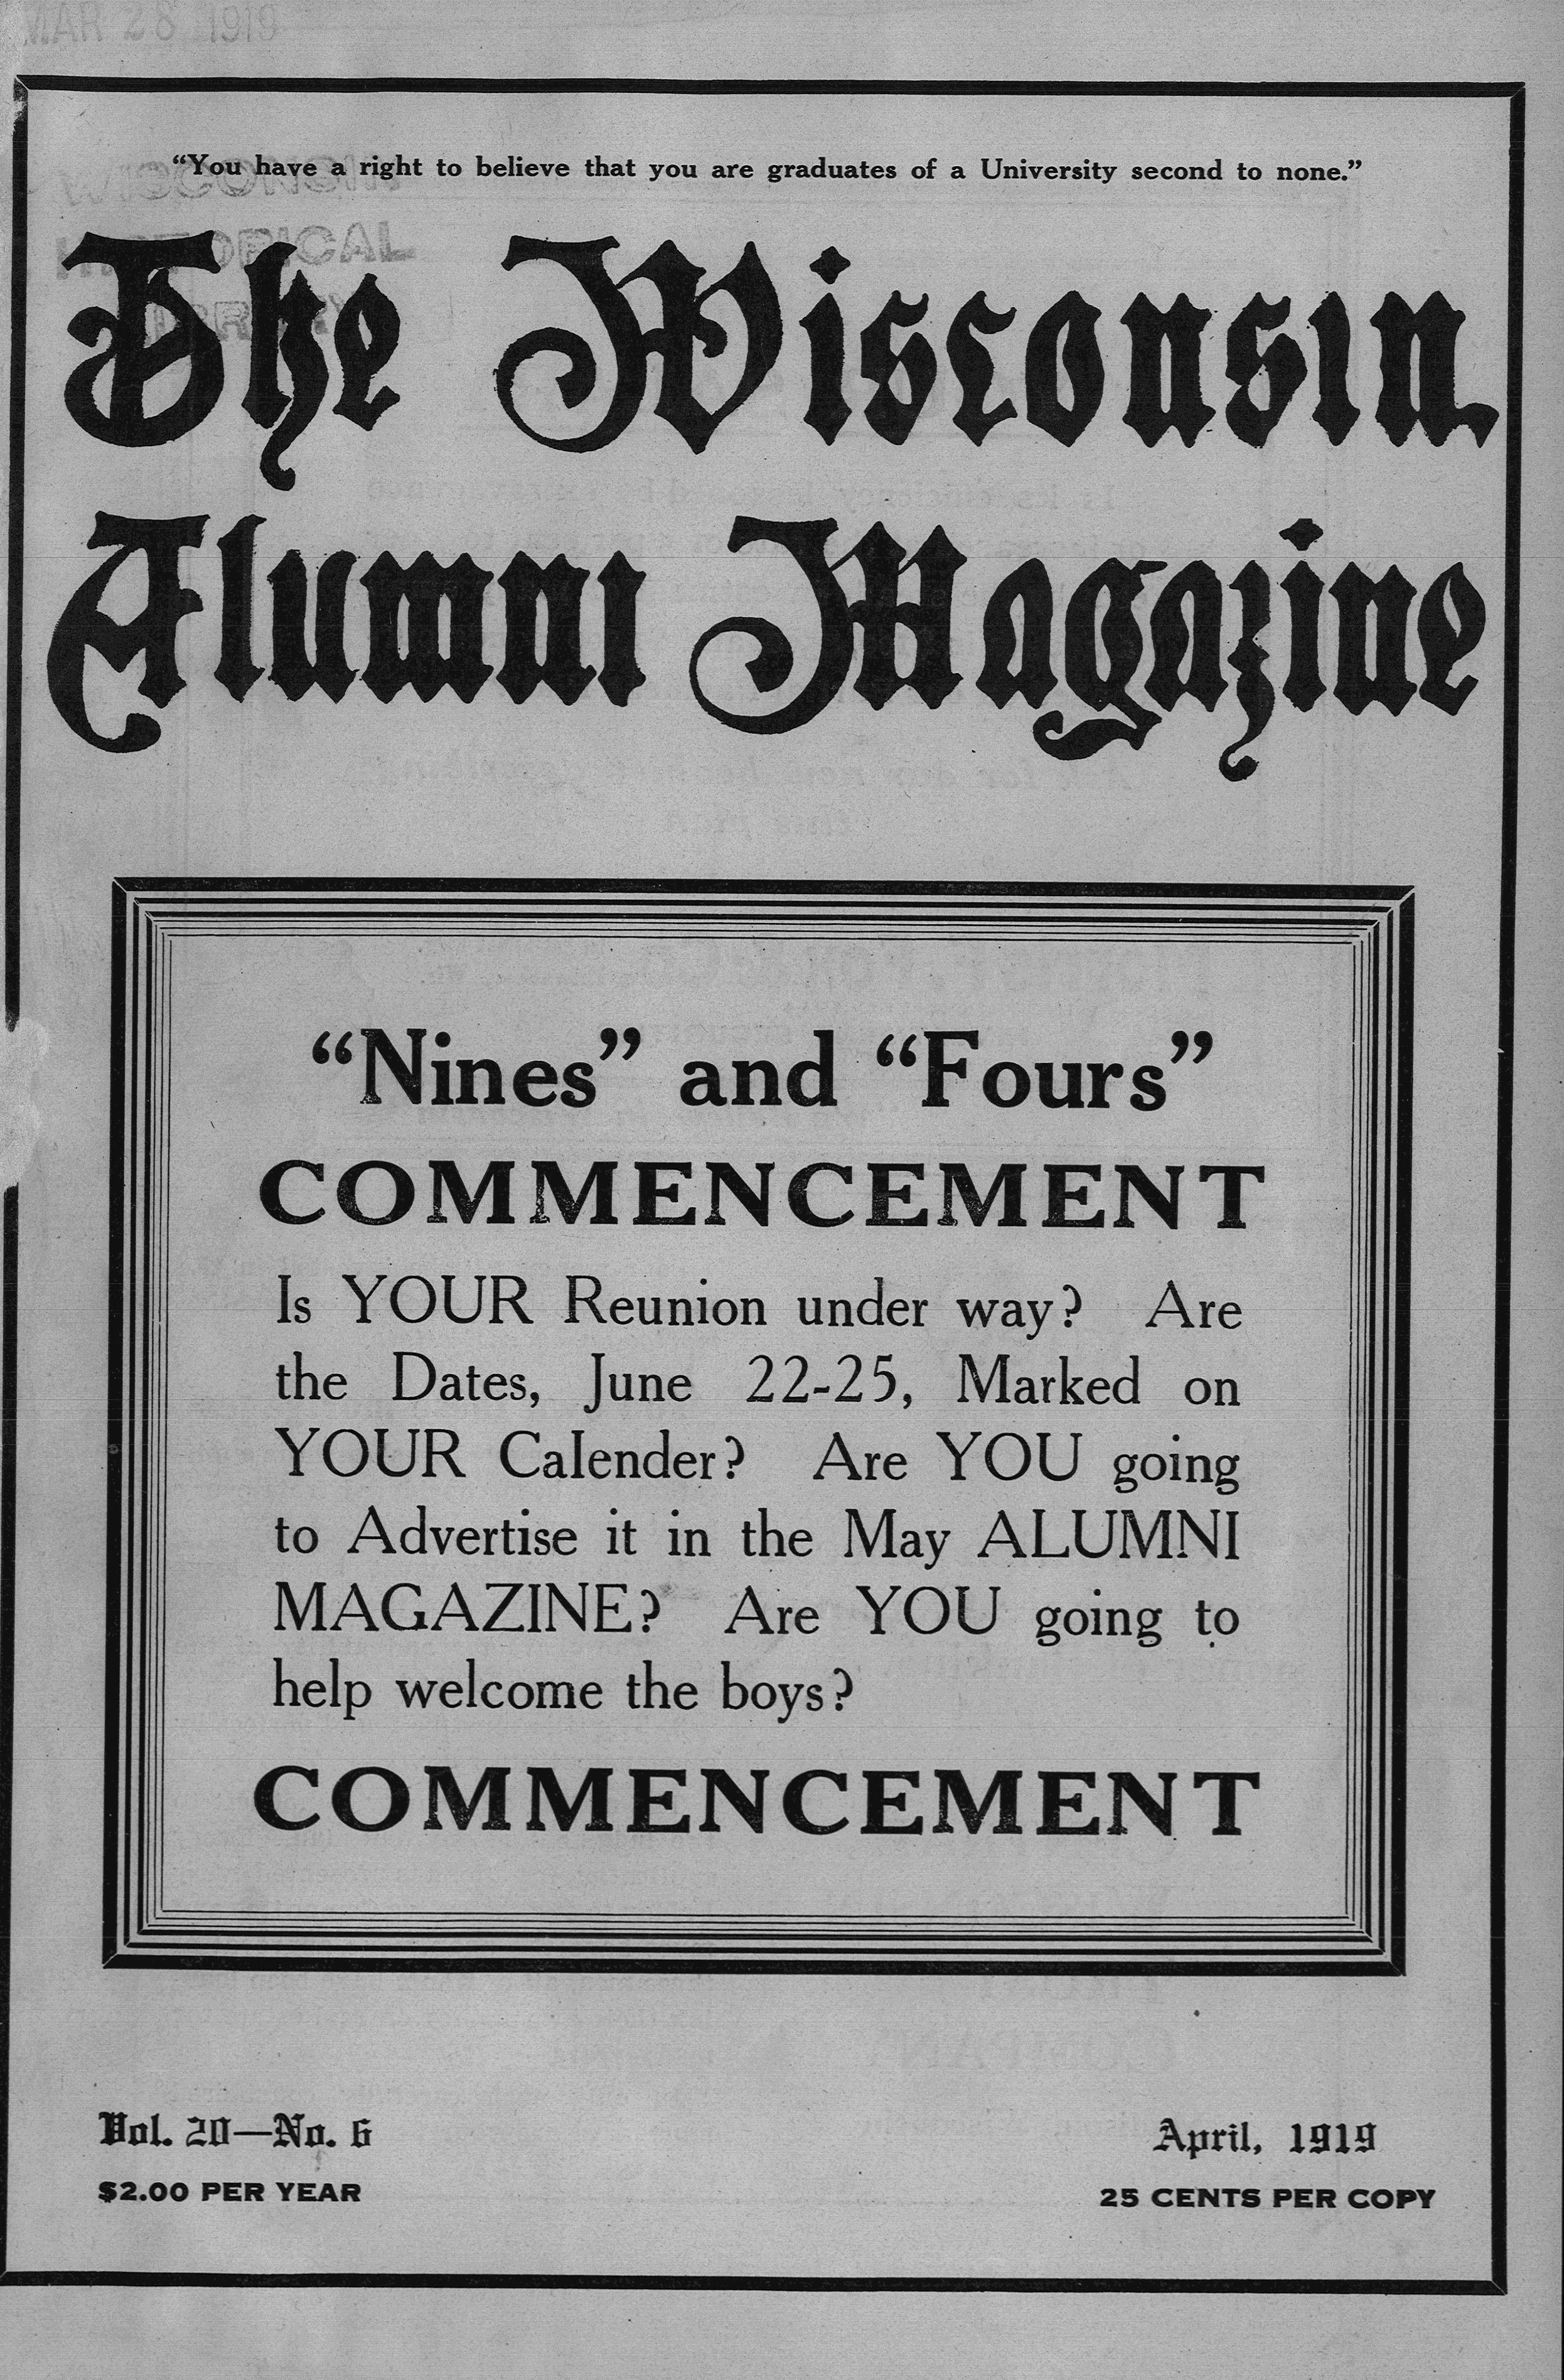 MAR 28 1919
"You have a right to believe that you are graduates of a University second to none."
WISCONSIN
HISTORICAL
LIBRARY
The Wisconsin
Alumni Magazine
"Nines" and "Fours"
COMMENCEMENT
Is YOUR Reunion under way? Are
the Dates, June 22-25, Marked on
YOUR Calender? Are YOU going
to Advertise it in the May ALUMNI
MAGAZINE? Are YOU going to
help welcome the boys?
COMMENCEMENT
Vol. 20—No. 6
$2.00 PER YEAR
April, 1919
25 CENTS PER COPY